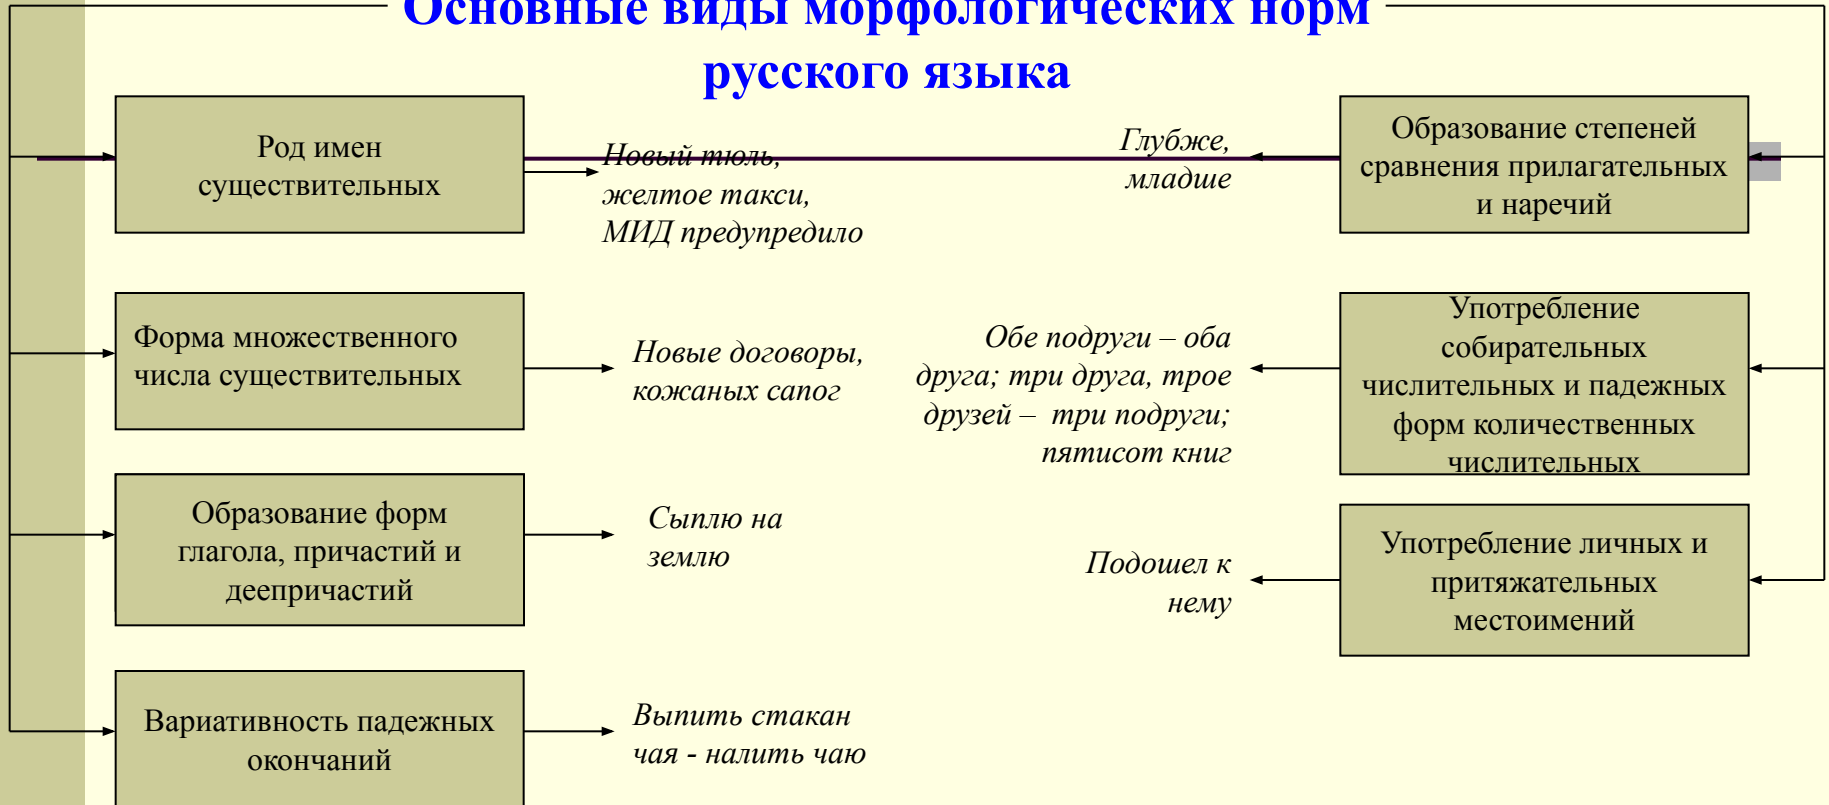 Основные виды морфологических норм
русского языка
Род имен
существительных
Новый тюль,
желтое такси,
МИД предупредило
Форма множественного
числа существительных
Новые договоры,
кожаных сапог
Образование форм
глагола, причастий и
деепричастий
Сыплю на
землю
Вариативность падежных
окончаний
Выпить стакан
чая - налить чаю
Глубже,
младше
Образование степеней
сравнения прилагательных
и наречий
Обе подруги – оба
друга; три друга, трое
друзей – три подруги;
пятисот книг
Употребление
собирательных
числительных и падежных
форм количественных
числительных
Подошел к
нему
Употребление личных и
притяжательных
местоимений